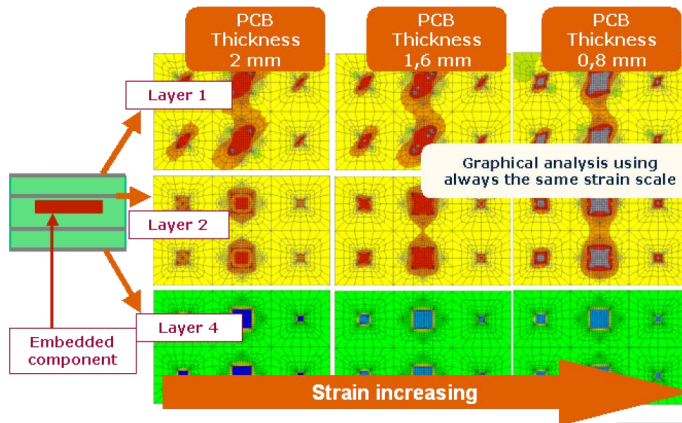 PCB
Thickness
2 mm
PCB
Thickness
1,6 mm
PCB
Thickness
0,8 mm
Layer 1
Graphical analysis using
always the same strain scale
Layer 2
Layer 4
Embedded
component
Strain increasing